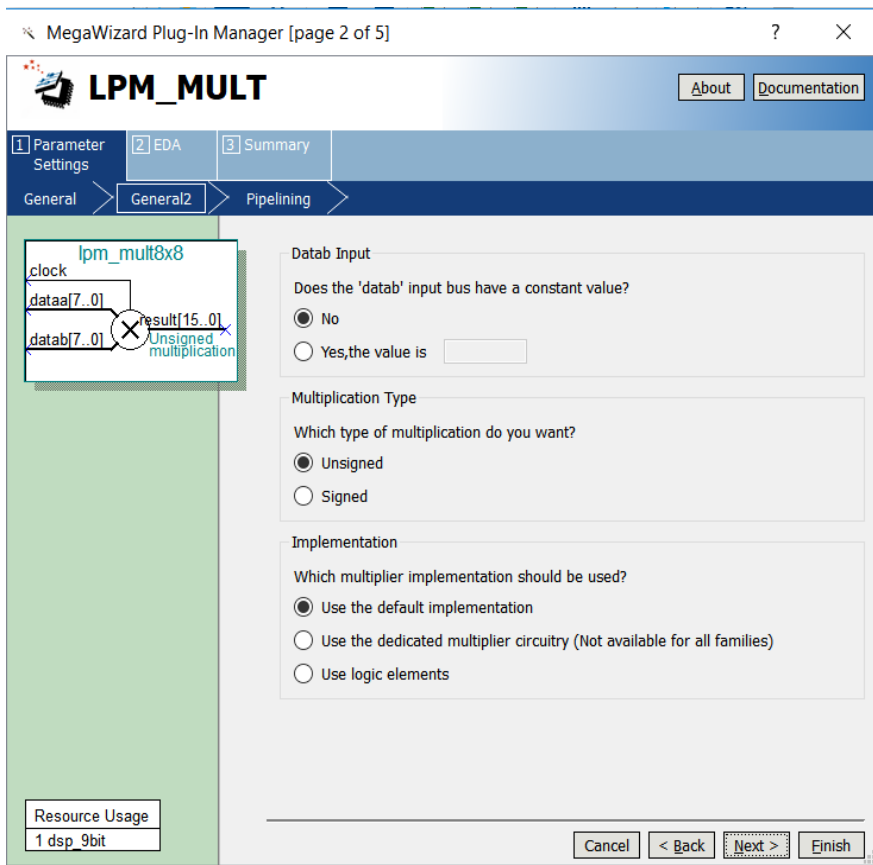 MegaWizard Plug-In Manager [page 2 of 5]
LPM_MULT
About
Documentation
1 Parameter Settings
2 EDA
3 Summary
General
General2
Pipelining
lpm_mult8x8
clock
dataa[7..0]
result[15..0]
datab[7..0]
Unsigned
multiplication
Datab Input
Does the 'datab' input bus have a constant value?
No
Yes,the value is
Multiplication Type
Which type of multiplication do you want?
Unsigned
Signed
Implementation
Which multiplier implementation should be used?
Use the default implementation
Use the dedicated multiplier circuitry (Not available for all families)
Use logic elements
Resource Usage
1 dsp_9bit
Cancel
< Back
Next >
Finish